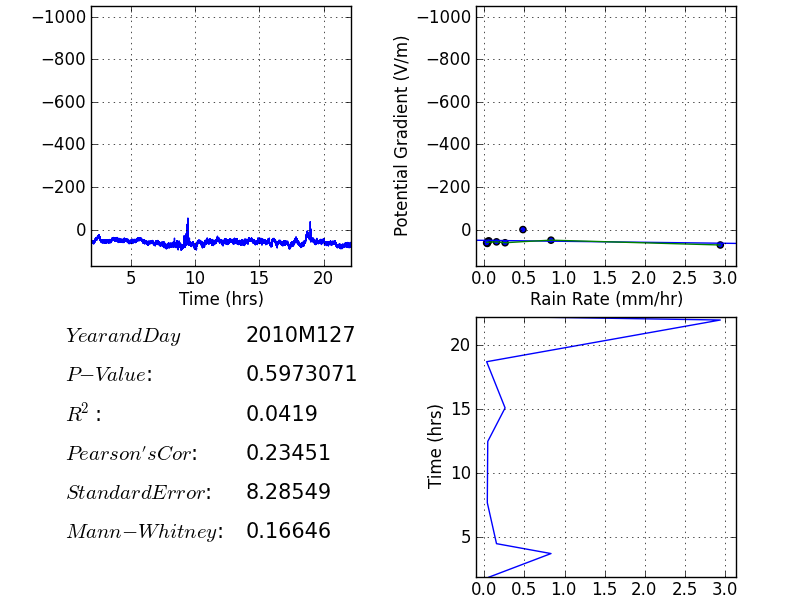 −1000
−800
−600
−400
−200
0
5 10 15 20
Time (hrs)
Potential Gradient (V/m)
−1000
−800
−600
−400
−200
0
0.0 0.5 1.0 1.5 2.0 2.5 3.0
Rain Rate (mm/hr)
YearandDay 2010M127
P−Value: 0.5973071
R²: 0.0419
Pearson'sCor: 0.23451
StandardError: 8.28549
Mann−Whitney: 0.16646
Time (hrs)
20
15
10
5
0.0 0.5 1.0 1.5 2.0 2.5 3.0